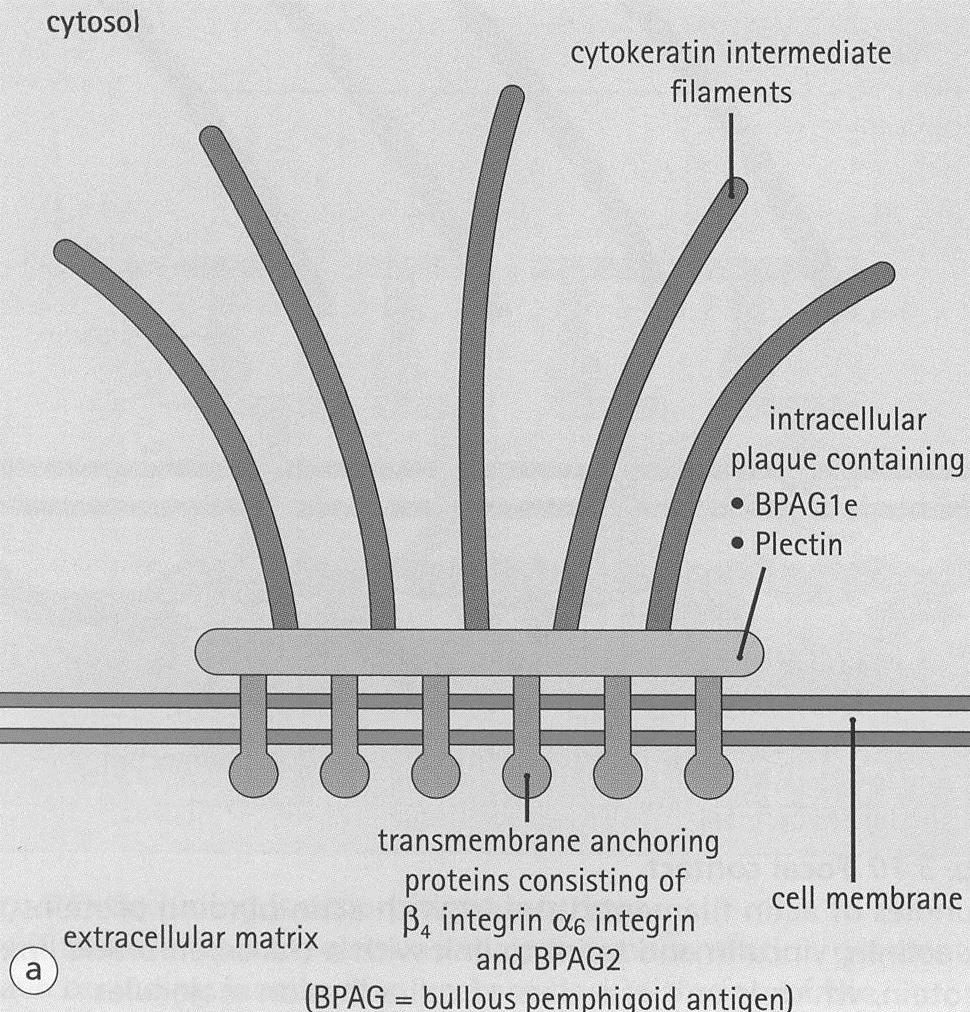 cytosol
cytokeratin intermediate
filaments
intracellular
plaque containing
• BPAG1e
• Plectin
transmembrane anchoring
proteins consisting of
β₄ integrin α₆ integrin
and BPAG2
(BPAG = bullous pemphigoid antigen)
cell membrane
extracellular matrix
a